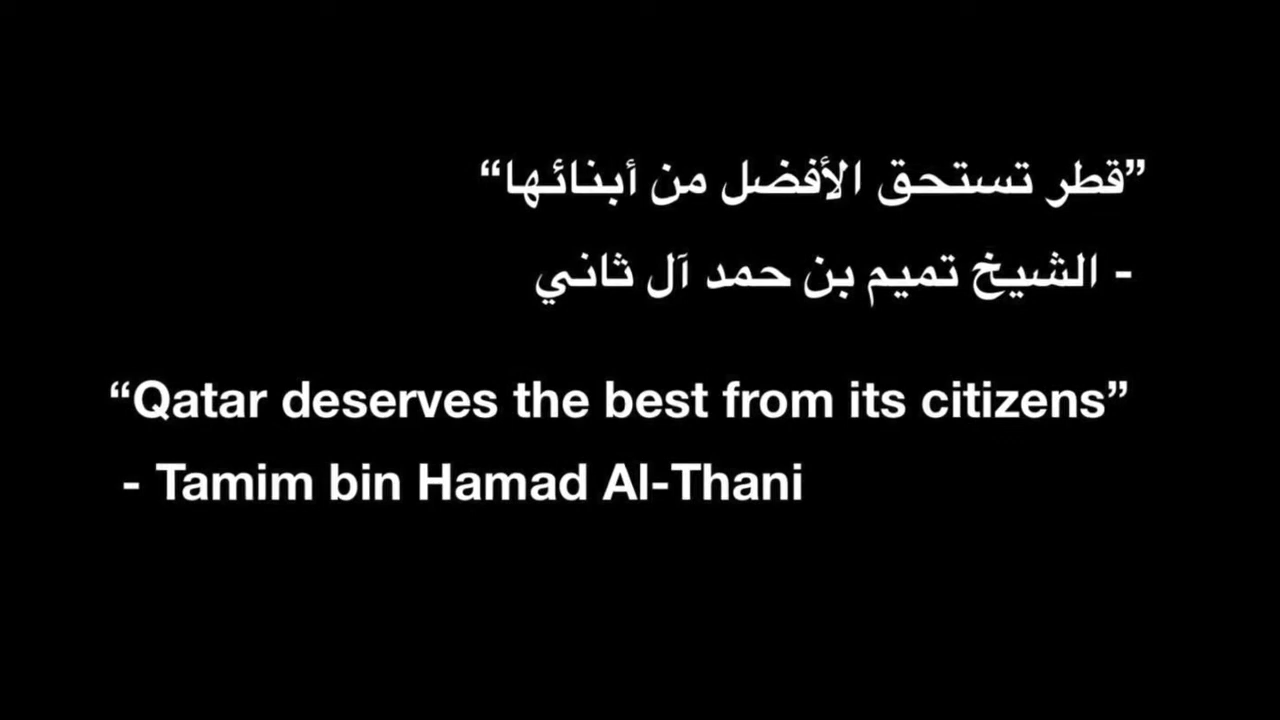 ”قطر تستحق الأفضل من أبنائها“
- الشيخ تميم بن حمد آل ثاني
“Qatar deserves the best from its citizens”
- Tamim bin Hamad Al-Thani